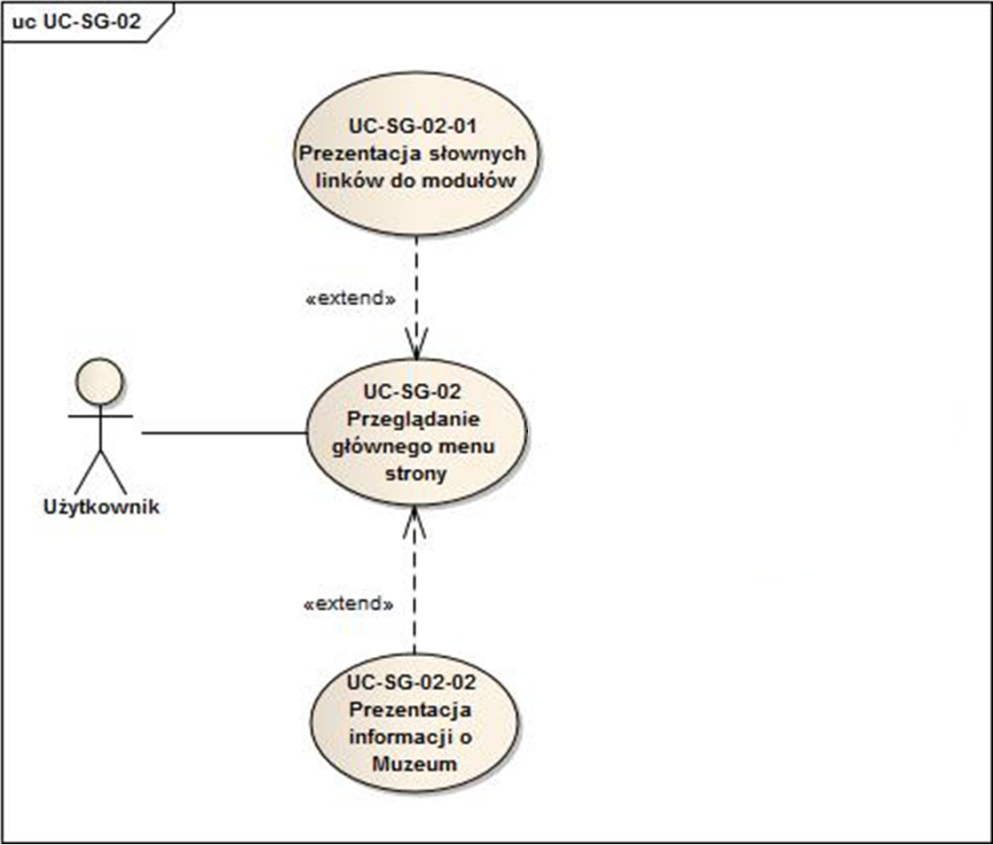 uc UC-SG-02
UC-SG-02-01
Prezentacja słownych
linków do modułów
«extend»
UC-SG-02
Przeglądanie
głównego menu
strony
Użytkownik
«extend»
UC-SG-02-02
Prezentacja
informacji o
Muzeum